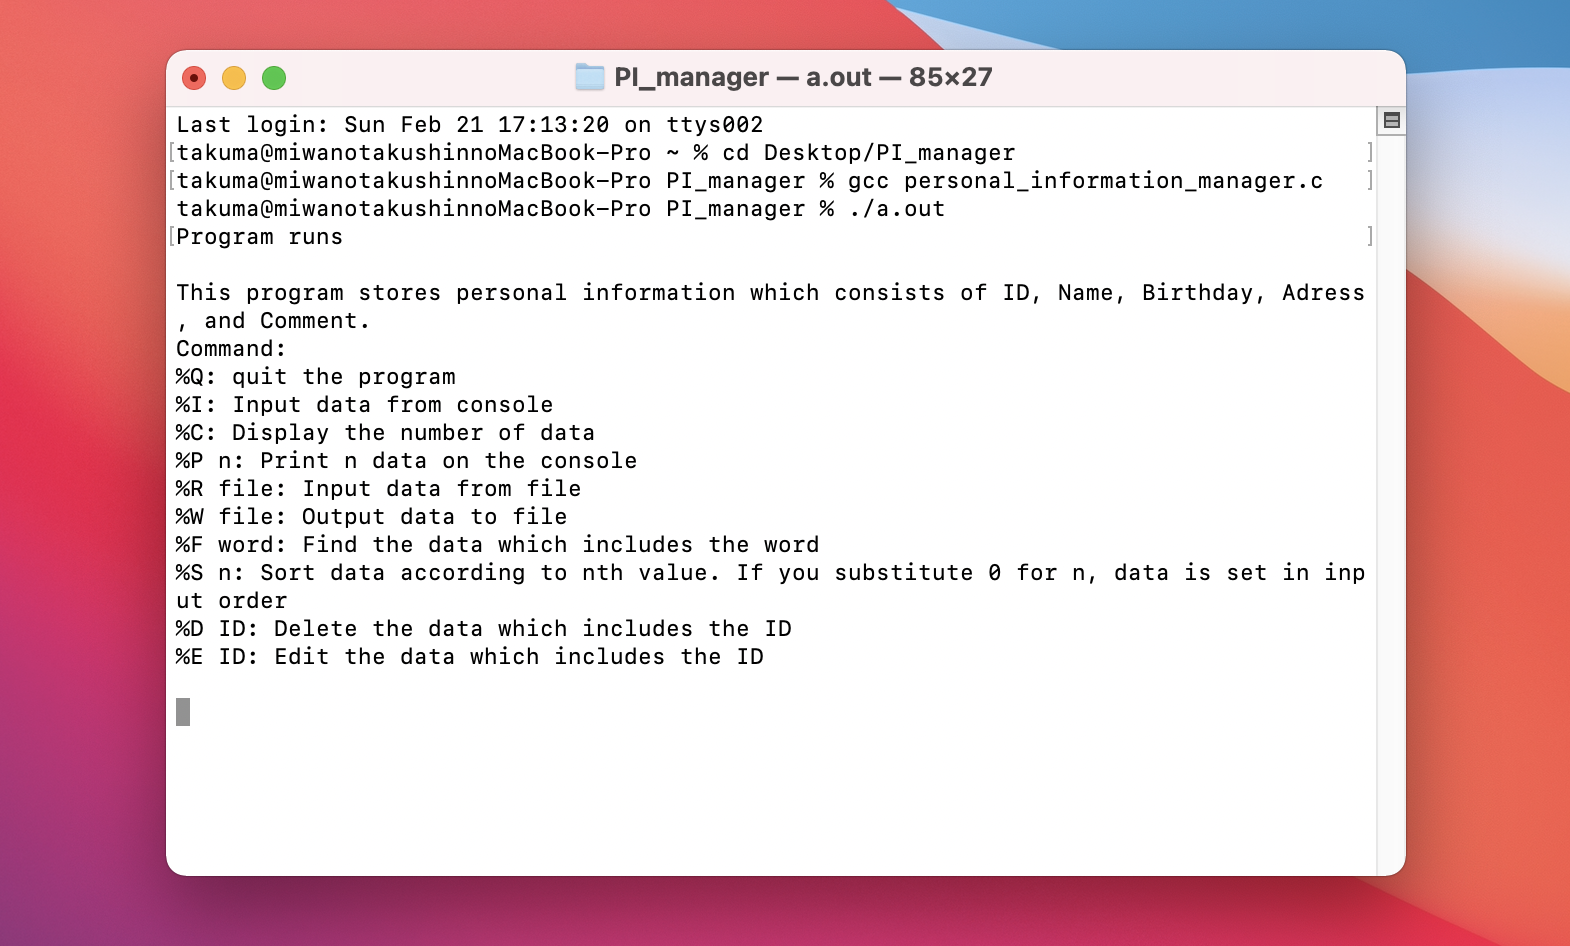 PI_manager — a.out — 85×27
Last login: Sun Feb 21 17:13:20 on ttys002
[takuma@miwanotakushinnoMacBook-Pro ~ % cd Desktop/PI_manager ]
[takuma@miwanotakushinnoMacBook-Pro PI_manager % gcc personal_information_manager.c ]
takuma@miwanotakushinnoMacBook-Pro PI_manager % ./a.out
[Program runs ]
This program stores personal information which consists of ID, Name, Birthday, Adress
, and Comment.
Command:
%Q: quit the program
%I: Input data from console
%C: Display the number of data
%P n: Print n data on the console
%R file: Input data from file
%W file: Output data to file
%F word: Find the data which includes the word
%S n: Sort data according to nth value. If you substitute 0 for n, data is set in inp
ut order
%D ID: Delete the data which includes the ID
%E ID: Edit the data which includes the ID